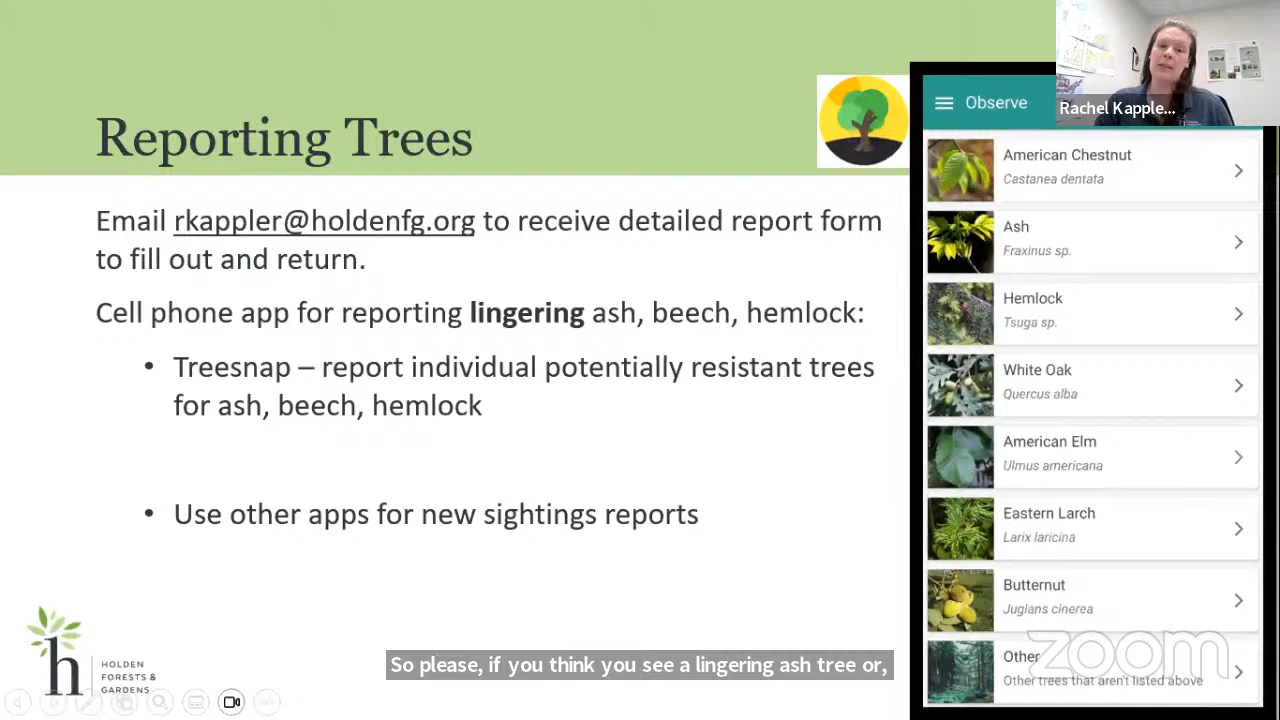 Reporting Trees
Email rkappler@holdenfg.org to receive detailed report form
to fill out and return.
Cell phone app for reporting lingering ash, beech, hemlock:
• Treesnap – report individual potentially resistant trees
for ash, beech, hemlock
• Use other apps for new sightings reports
HOLDEN
FORESTS &
GARDENS
So please, if you think you see a lingering ash tree or,
Rachel Kapple...
Observe
American Chestnut
Castanea dentata
Ash
Fraxinus sp.
Hemlock
Tsuga sp.
White Oak
Quercus alba
American Elm
Ulmus americana
Eastern Larch
Larix laricina
Butternut
Juglans cinerea
Other
Other trees that aren't listed above
zoom